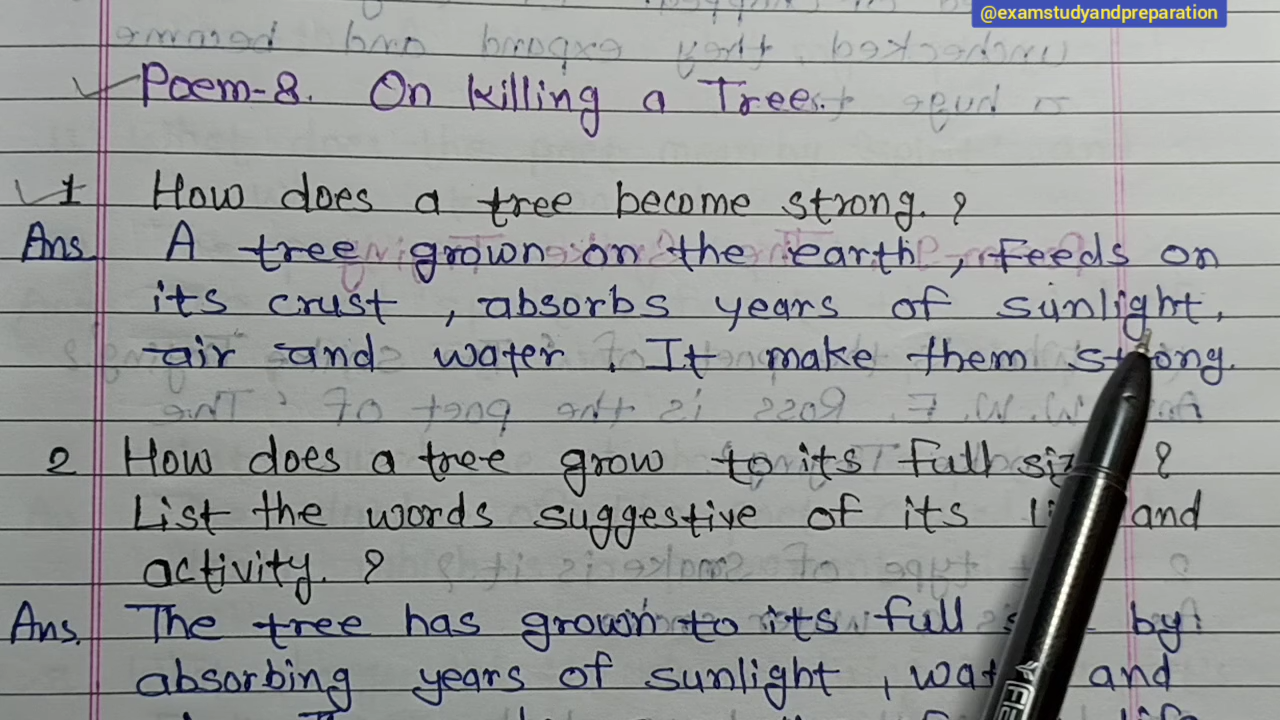 @examstudyandpreparation
Poem-8. On killing a Tree.
1 How does a tree become strong. ?
Ans A tree grown on the earth, feeds on
its crust, absorbs years of sunlight,
air and water. It make them strong.
2 How does a tree grow to its full ?
List the words suggestive of its and
activity. ?
Ans. The tree has grown to its full by
absorbing years of sunlight, and